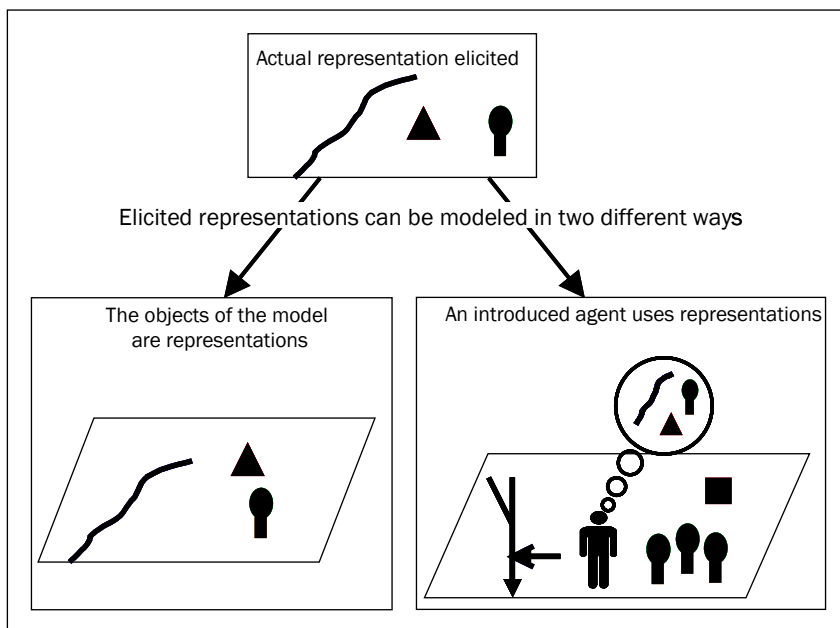 Actual representation elicited
Elicited representations can be modeled in two different ways
The objects of the model
are representations
An introduced agent uses representations